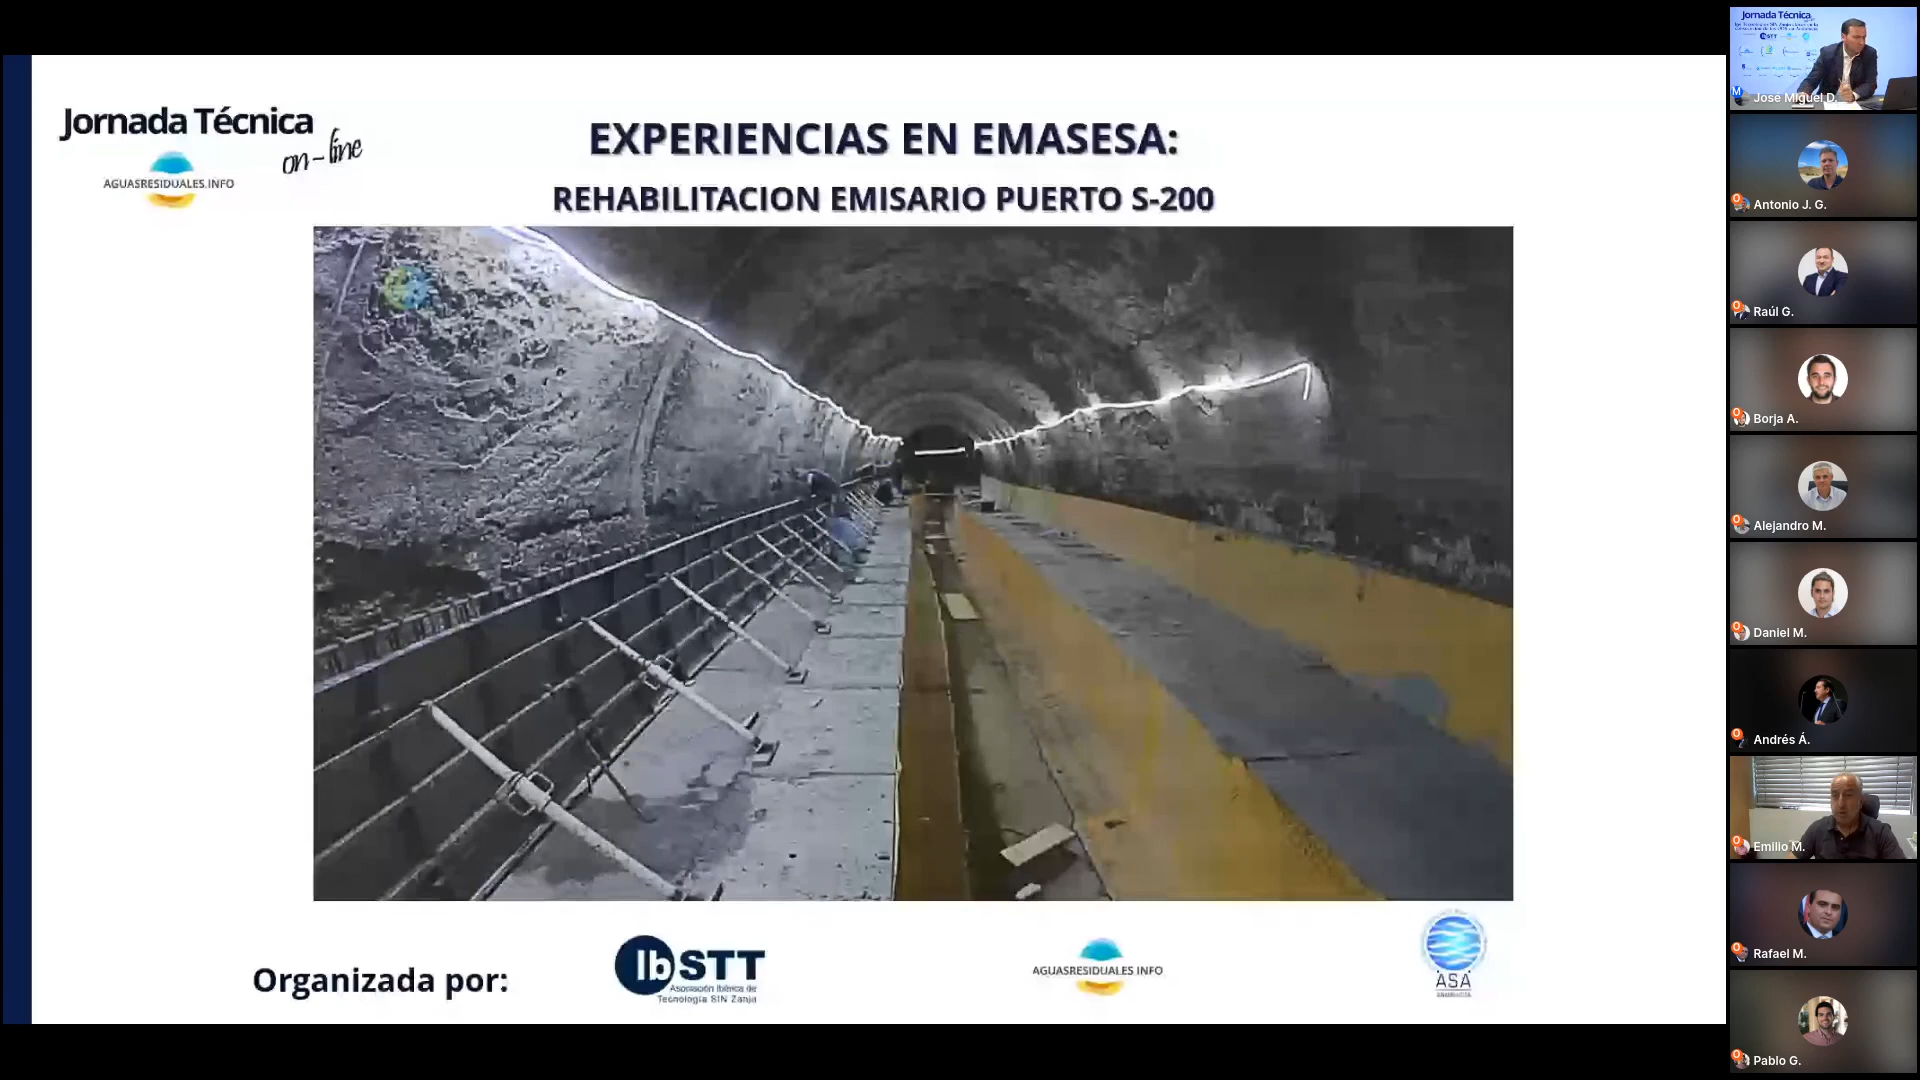 Jornada Técnica
on-line
AGUASRESIDUALES.INFO
EXPERIENCIAS EN EMASESA:
REHABILITACION EMISARIO PUERTO S-200
Organizada por:
IbSTT
Asociación Ibérica de
Tecnología SIN Zanja
AGUASRESIDUALES.INFO
ASA
Jornada Técnica
IbSTT
José Miguel D.
Antonio J. G.
Raúl G.
Borja A.
Alejandro M.
Daniel M.
Andrés Á.
Emilio M.
Rafael M.
Pablo G.